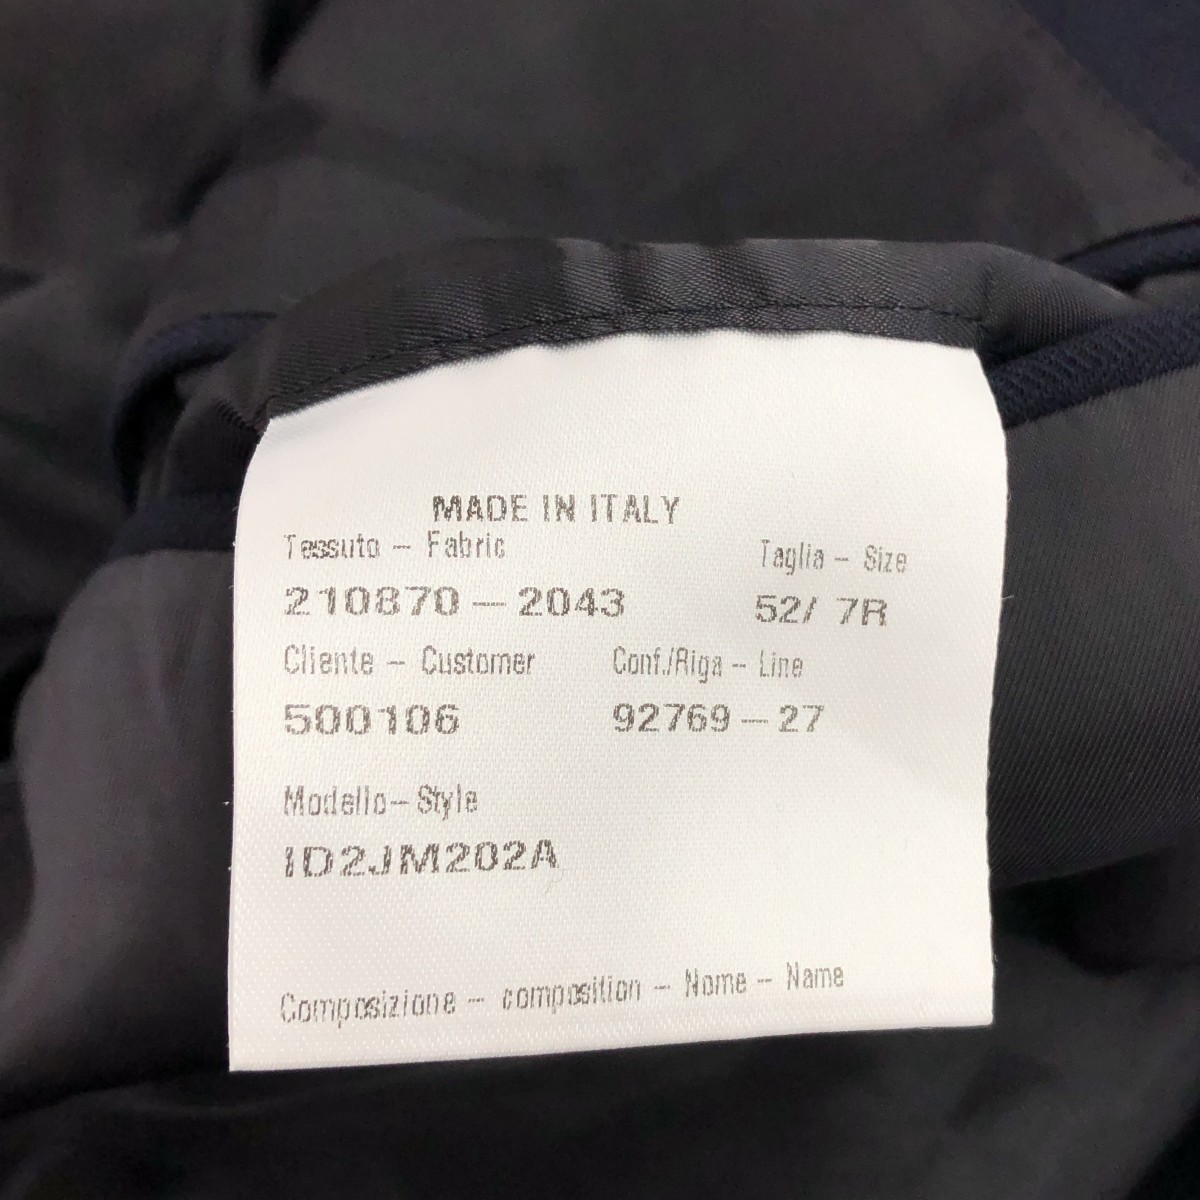 MADE IN ITALY
Tessuto – Fabric
Taglia – Size
210870 — 2043
52/ 7R
Cliente – Customer
Conf./Riga – Line
500106
92769 — 27
Modello – Style
ID2JM202A
Composizione – composition – Nome – Name